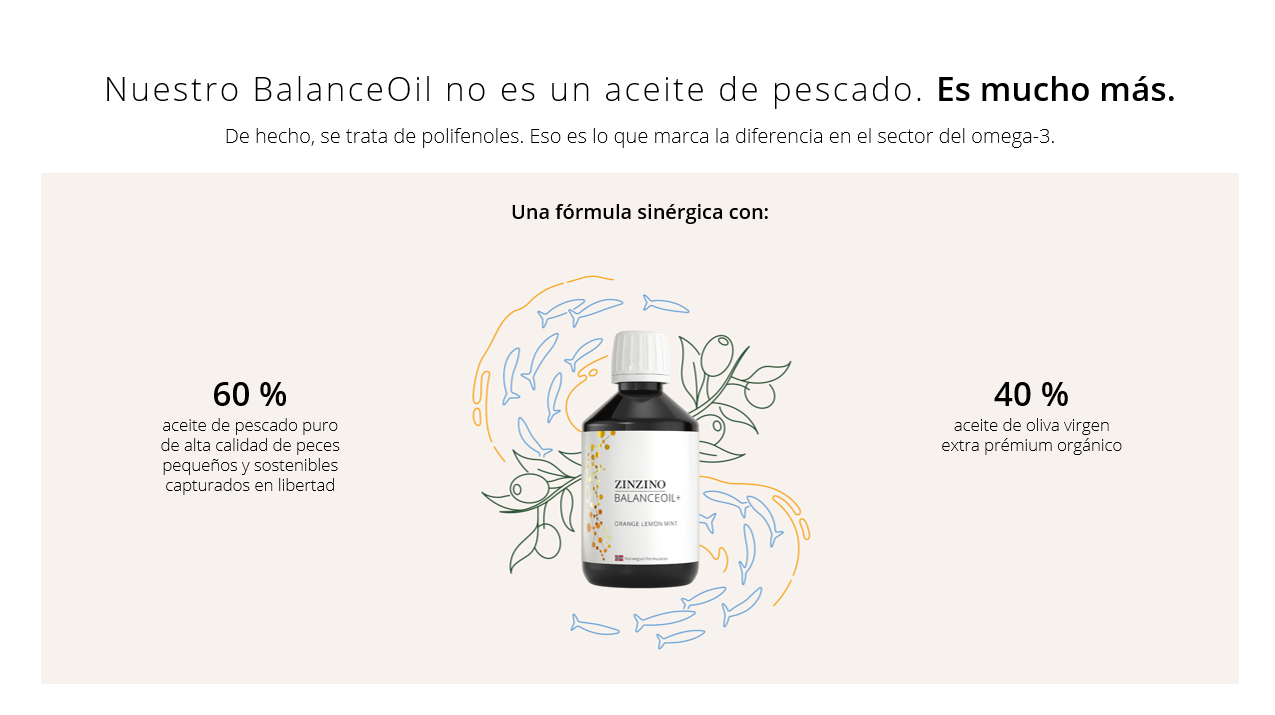 Nuestro BalanceOil no es un aceite de pescado. Es mucho más.
De hecho, se trata de polifenoles. Eso es lo que marca la diferencia en el sector del omega-3.
Una fórmula sinérgica con:
60 %
aceite de pescado puro
de alta calidad de peces
pequeños y sostenibles
capturados en libertad
ZINZINO
BALANCEOIL+
ORANGE LEMON MINT
Norwegian Formulation
40 %
aceite de oliva virgen
extra prémium orgánico